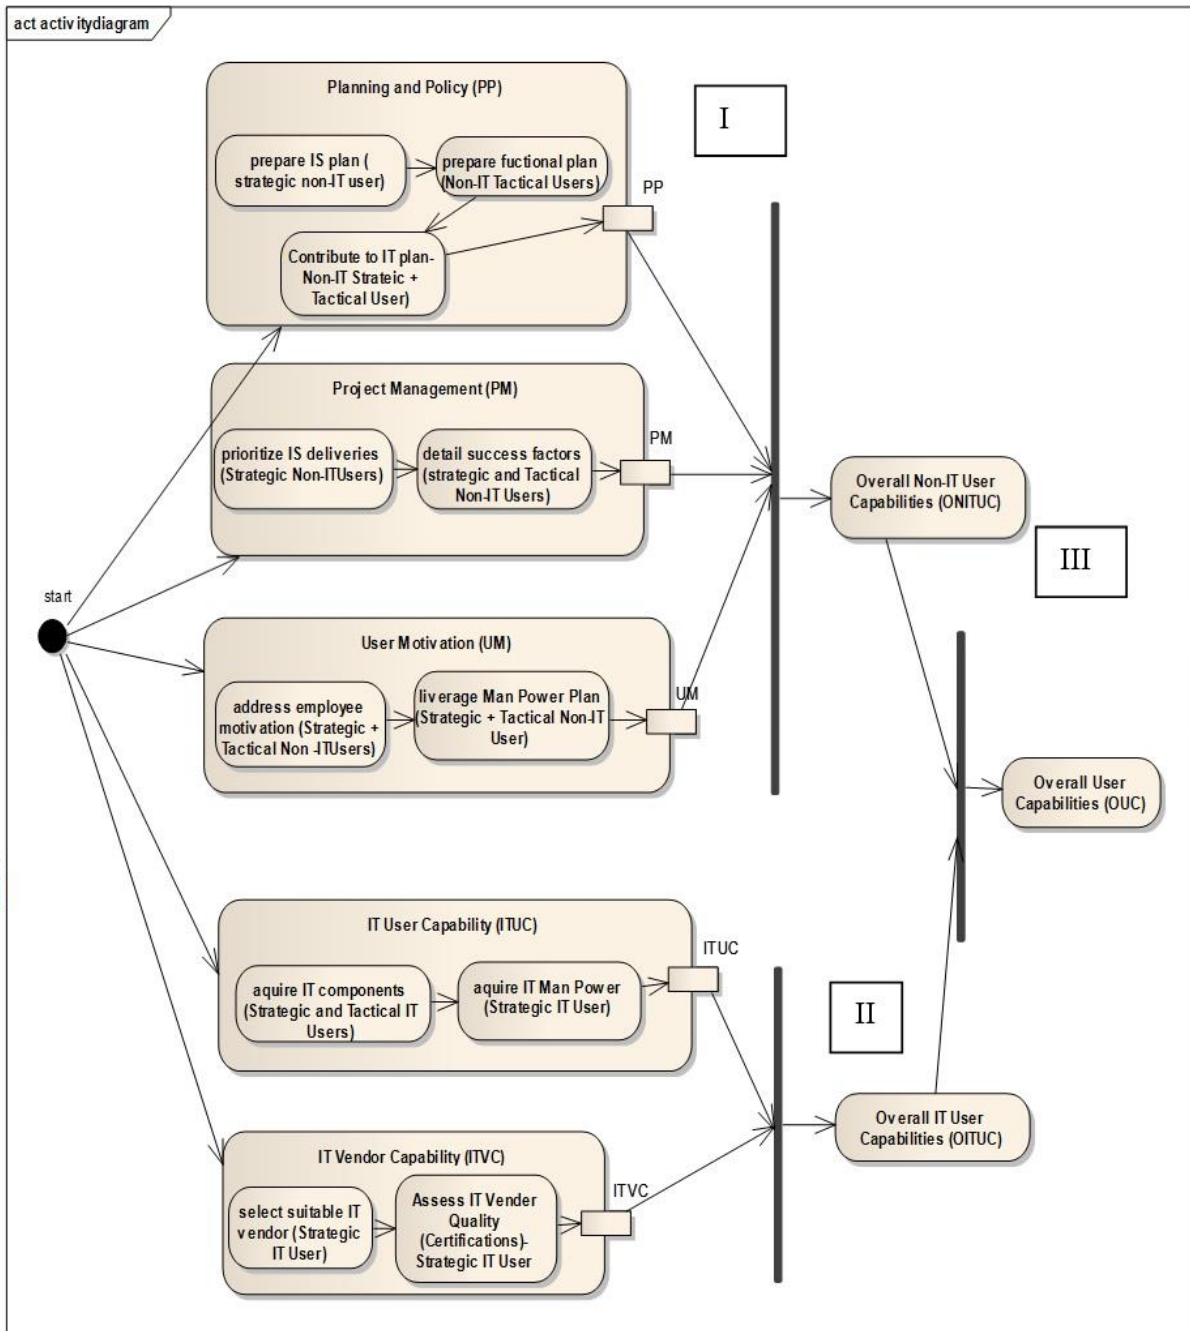 act activitydiagram
Planning and Policy (PP)
I
prepare IS plan (
strategic non-IT user)
prepare fuctional plan
(Non-IT Tactical Users)
PP
Contribute to IT plan-
Non-IT Strateic +
Tactical User)
Project Management (PM)
PM
prioritize IS deliveries
(Strategic Non-ITUsers)
detail success factors
(strategic and Tactical
Non-IT Users)
Overall Non-IT User
Capabilities (ONITUC)
III
start
User Motivation (UM)
UM
address employee
motivation (Strategic +
Tactical Non -ITUsers)
liverage Man Power Plan
(Strategic + Tactical Non-IT
User)
Overall User
Capabilities (OUC)
IT User Capability (ITUC)
ITUC
aquire IT components
(Strategic and Tactical IT
Users)
aquire IT Man Power
(Strategic IT User)
II
Overall IT User
Capabilities (OITUC)
IT Vendor Capability (ITVC)
ITVC
select suitable IT
vendor (Strategic
IT User)
Assess IT Vender
Quality
(Certifications)-
Strategic IT User